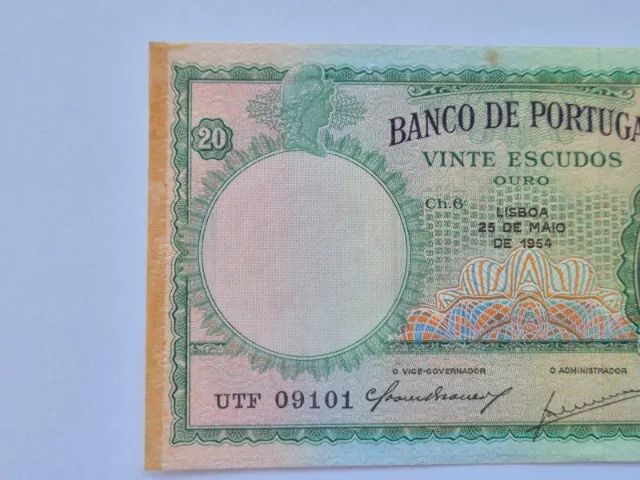 20
BANCO DE PORTUGA
VINTE ESCUDOS
OURO
Ch.6
LISBOA
25 DE MAIO
DE 1954
20
O VICE-GOVERNADOR
O ADMINISTRADOR
UTF 09101